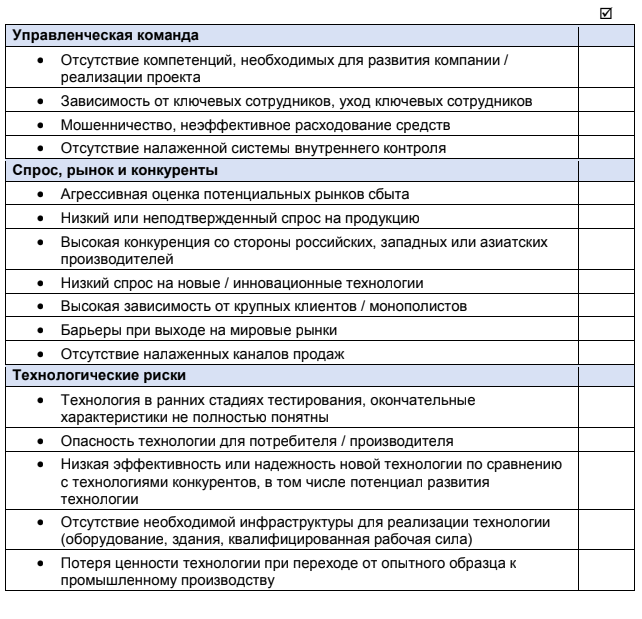 ☑
Управленческая команда
• Отсутствие компетенций, необходимых для развития компании /
реализации проекта
• Зависимость от ключевых сотрудников, уход ключевых сотрудников
• Мошенничество, неэффективное расходование средств
• Отсутствие налаженной системы внутреннего контроля
Спрос, рынок и конкуренты
• Агрессивная оценка потенциальных рынков сбыта
• Низкий или неподтвержденный спрос на продукцию
• Высокая конкуренция со стороны российских, западных или азиатских
производителей
• Низкий спрос на новые / инновационные технологии
• Высокая зависимость от крупных клиентов / монополистов
• Барьеры при выходе на мировые рынки
• Отсутствие налаженных каналов продаж
Технологические риски
• Технология в ранних стадиях тестирования, окончательные
характеристики не полностью понятны
• Опасность технологии для потребителя / производителя
• Низкая эффективность или надежность новой технологии по сравнению
с технологиями конкурентов, в том числе потенциал развития
технологии
• Отсутствие необходимой инфраструктуры для реализации технологии
(оборудование, здания, квалифицированная рабочая сила)
• Потеря ценности технологии при переходе от опытного образца к
промышленному производству